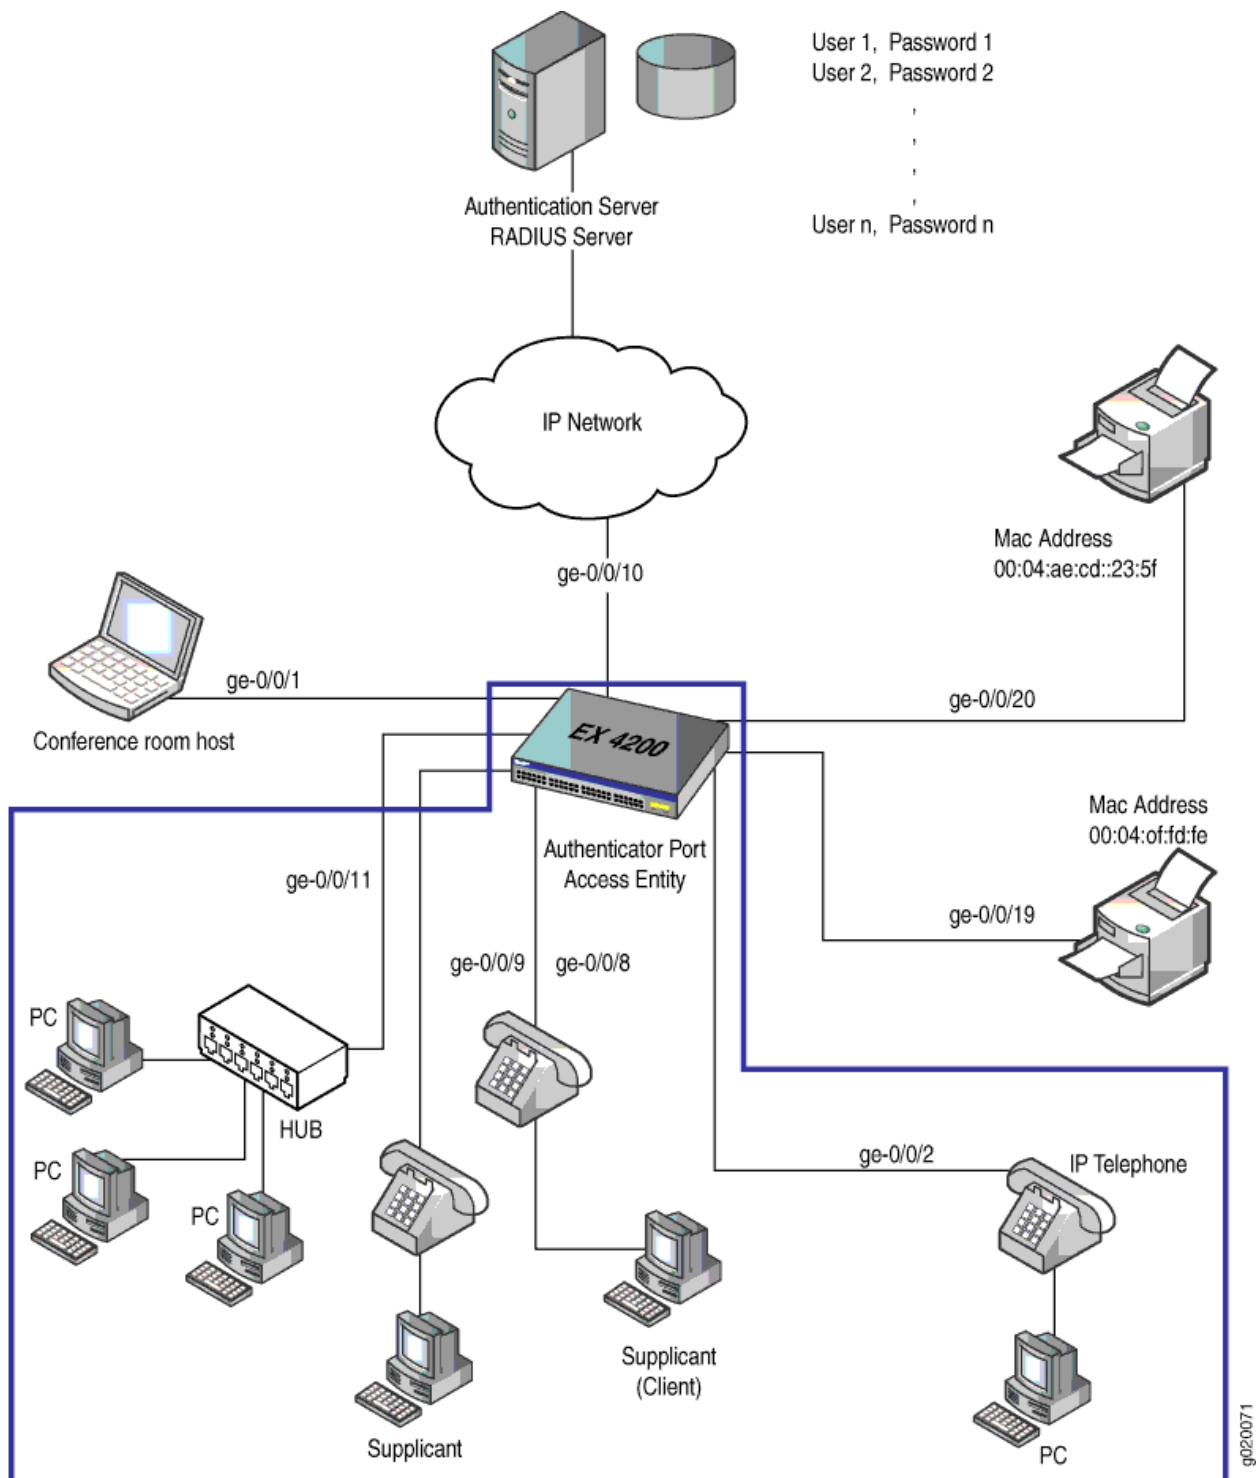 User 1, Password 1
User 2, Password 2
,
,
,
,
User n, Password n
Authentication Server
RADIUS Server
IP Network
Mac Address
00:04:ae:cd::23:5f
ge-0/0/10
ge-0/0/1
ge-0/0/20
Conference room host
EX 4200
Mac Address
00:04:of:fd:fe
Authenticator Port
Access Entity
ge-0/0/11
ge-0/0/19
ge-0/0/9
ge-0/0/8
PC
HUB
PC
ge-0/0/2
IP Telephone
PC
Supplicant
(Client)
Supplicant
PC
g020071